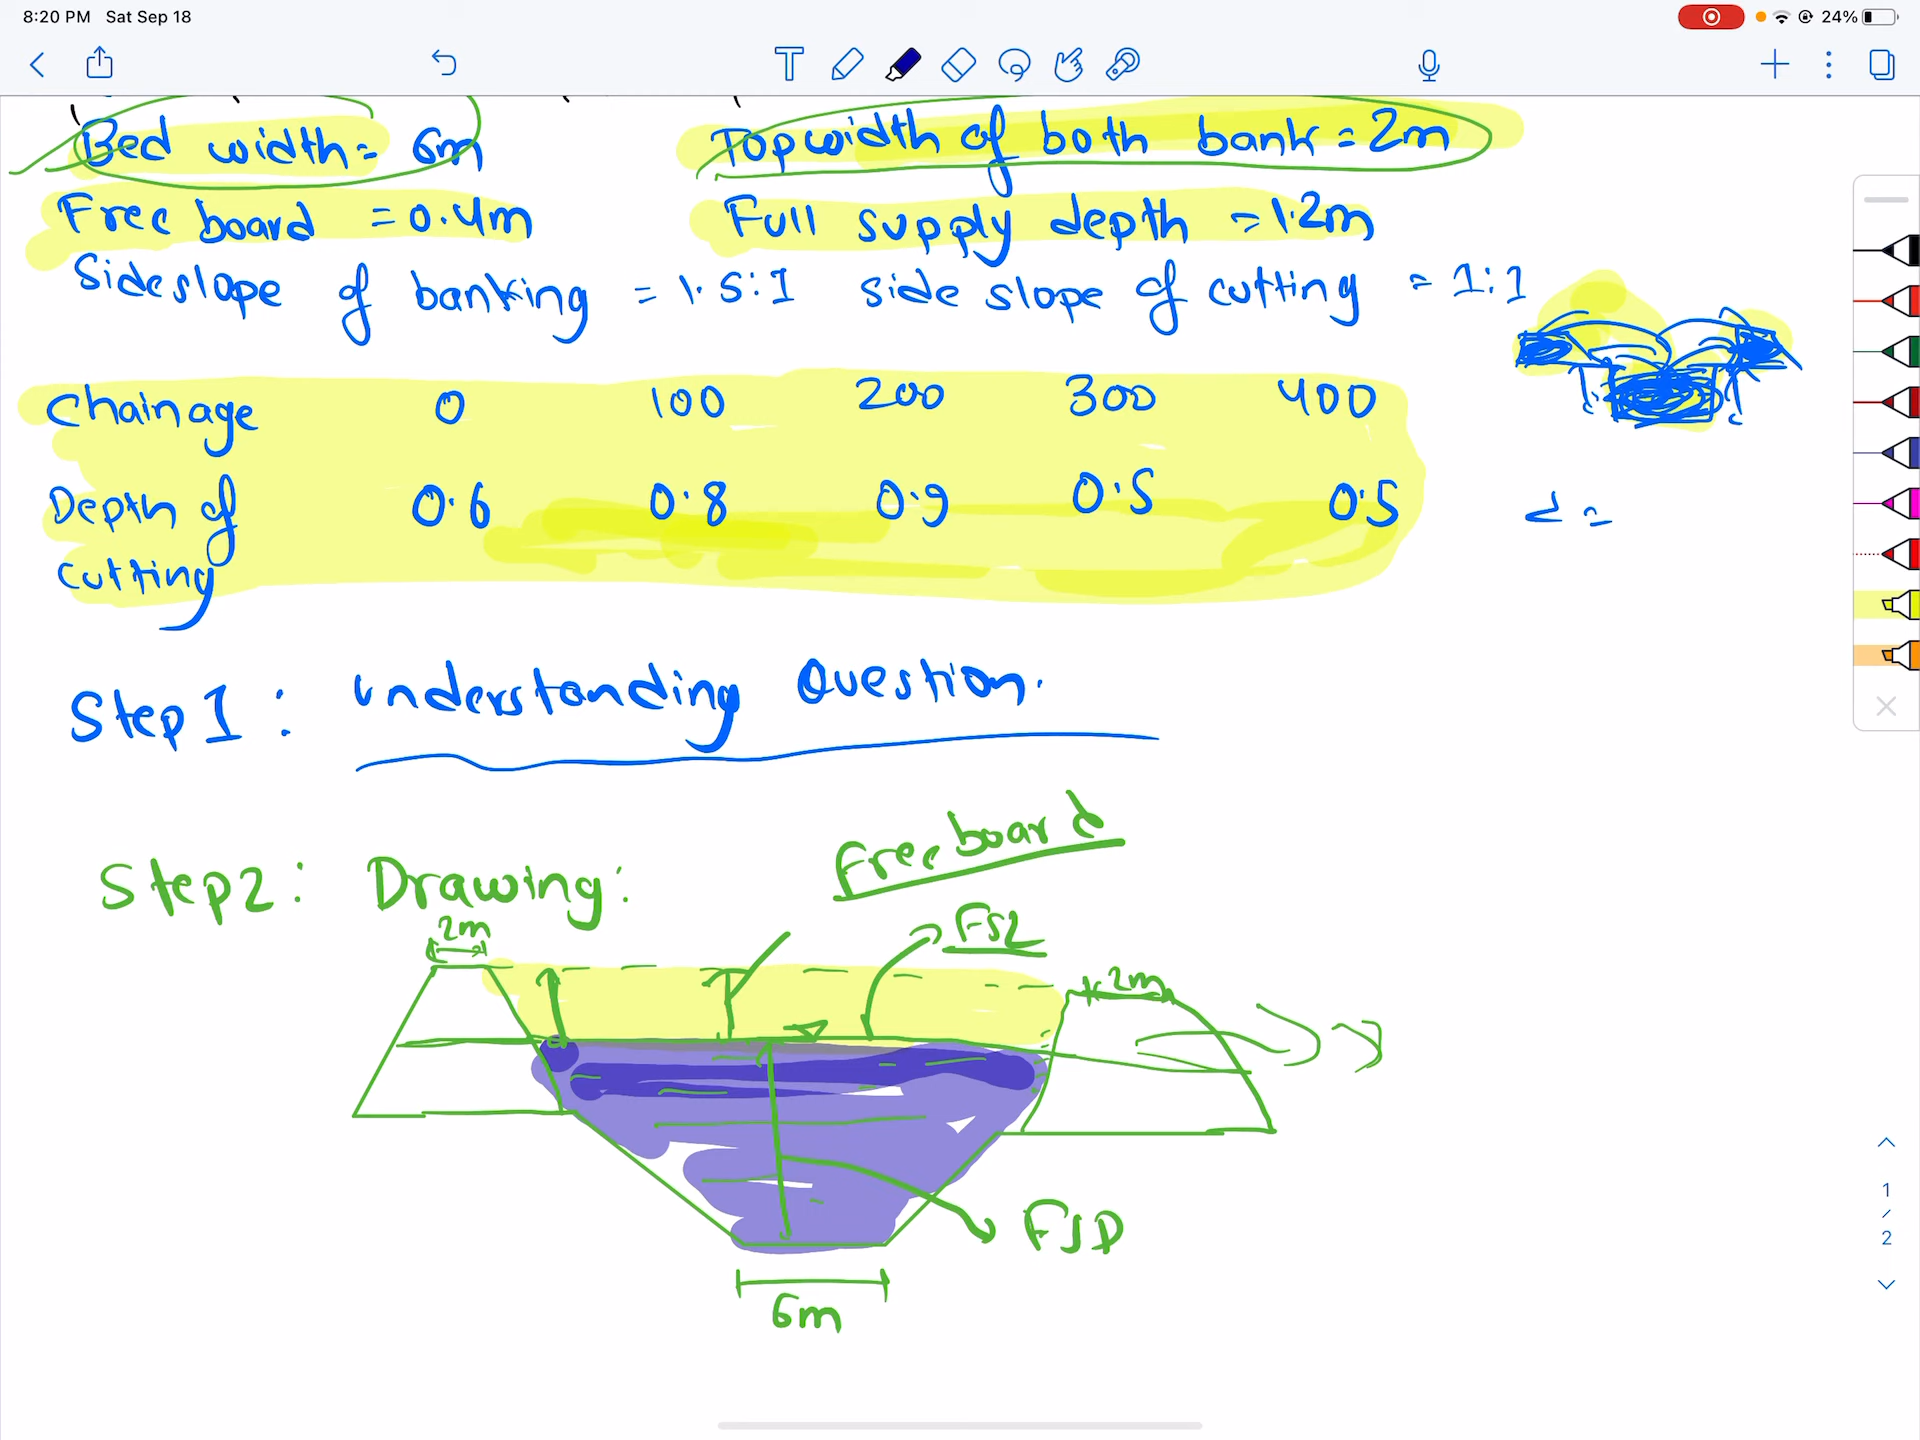 8:20 PM Sat Sep 18
24%
Bed width = 6m Top width of both bank = 2m
Free board = 0.4m Full supply depth = 1.2m
Side slope of banking = 1.5:1 side slope of cutting = 1:1
Chainage 0 100 200 300 400
Depth of 0.6 0.8 0.9 0.5 0.5
cutting
d =
Step 1: Understanding Question.
Step 2: Drawing:
Free board
2m
FSL
2m
FSD
6m
1
/
2